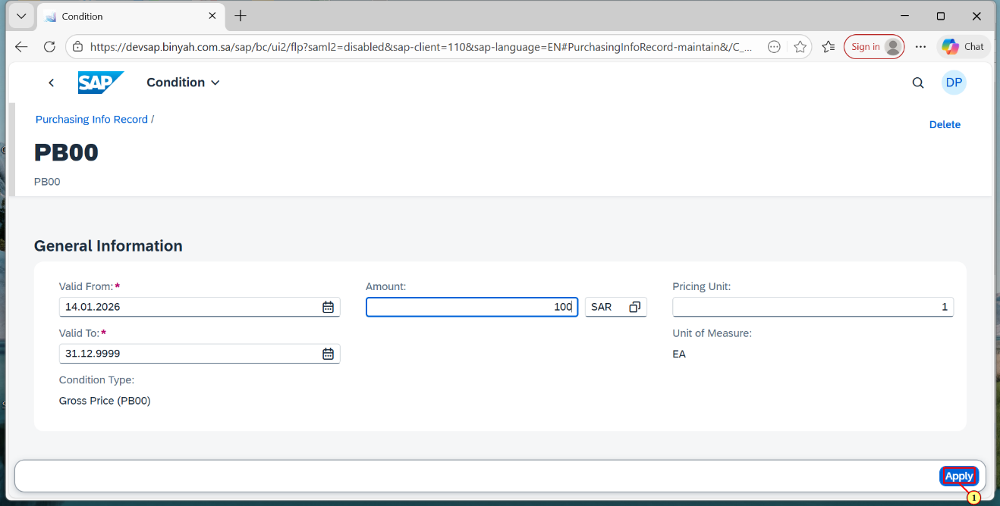 Condition
https://devsap.binyah.com.sa/sap/bc/ui2/flp?saml2=disabled&sap-client=110&sap-language=EN#PurchasingInfoRecord-maintain&/C_...
Sign in
Chat
SAP
Condition
DP
Purchasing Info Record /
Delete
PB00
PB00
General Information
Valid From:*
Amount:
Pricing Unit:
14.01.2026
100
SAR
1
Valid To:*
Unit of Measure:
31.12.9999
EA
Condition Type:
Gross Price (PB00)
Apply
1